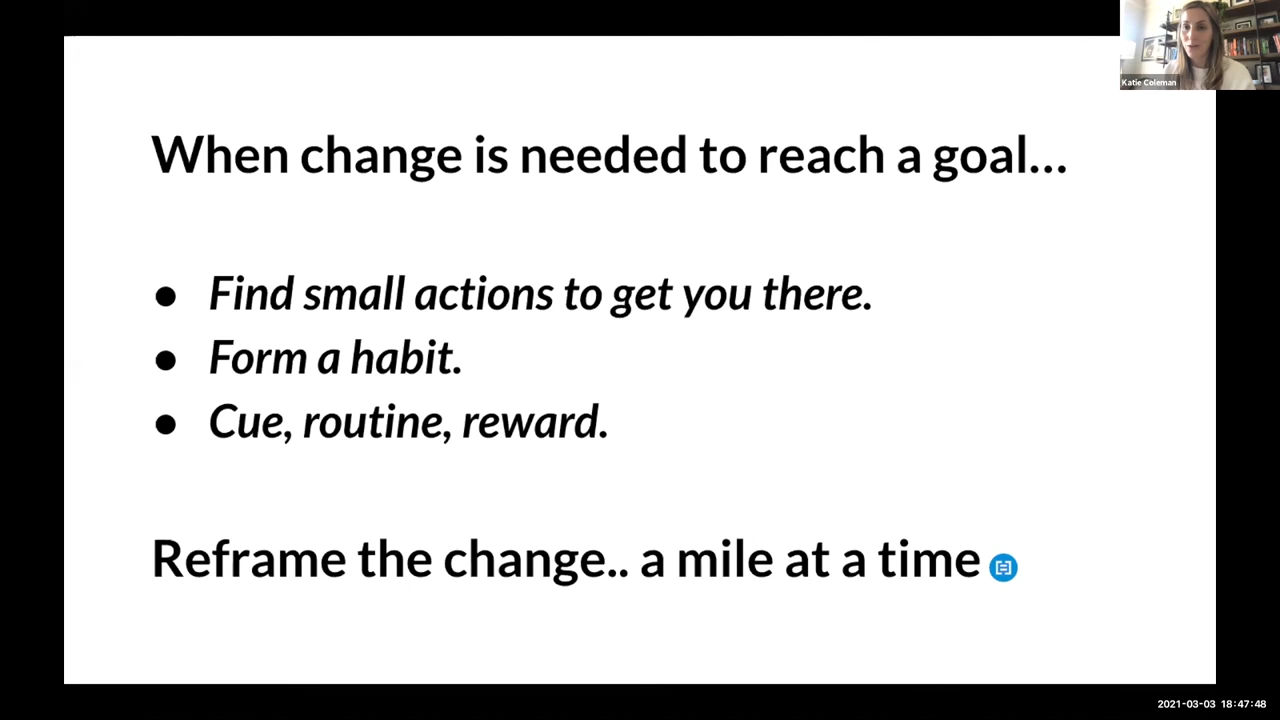 Katie Coleman
When change is needed to reach a goal...
● Find small actions to get you there.
● Form a habit.
● Cue, routine, reward.
Reframe the change.. a mile at a time
2021-03-03 18:47:48